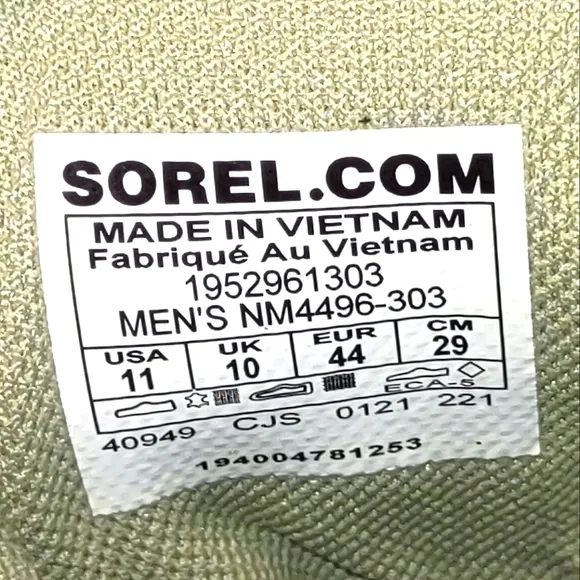 SOREL.COM
MADE IN VIETNAM
Fabriqué Au Vietnam
1952961303
MEN'S NM4496-303
USA UK EUR CM
11 10 44 29
ECA-5
40949 CJS 0121 221
194004781253